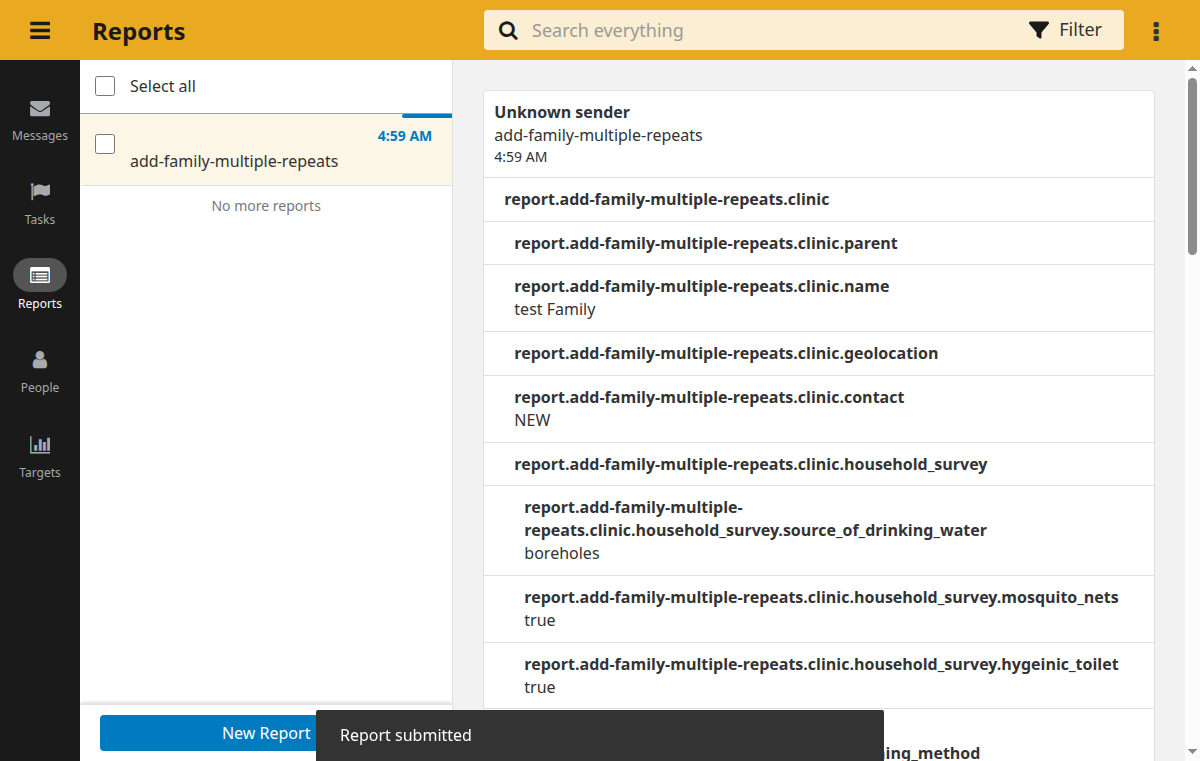 Reports
Search everything
Filter
Messages
Tasks
Reports
People
Targets
Select all
4:59 AM
add-family-multiple-repeats
No more reports
New Report
Unknown sender
add-family-multiple-repeats
4:59 AM
report.add-family-multiple-repeats.clinic
report.add-family-multiple-repeats.clinic.parent
report.add-family-multiple-repeats.clinic.name
test Family
report.add-family-multiple-repeats.clinic.geolocation
report.add-family-multiple-repeats.clinic.contact
NEW
report.add-family-multiple-repeats.clinic.household_survey
report.add-family-multiple-
repeats.clinic.household_survey.source_of_drinking_water
boreholes
report.add-family-multiple-repeats.clinic.household_survey.mosquito_nets
true
report.add-family-multiple-repeats.clinic.household_survey.hygeinic_toilet
true
ing_method
Report submitted